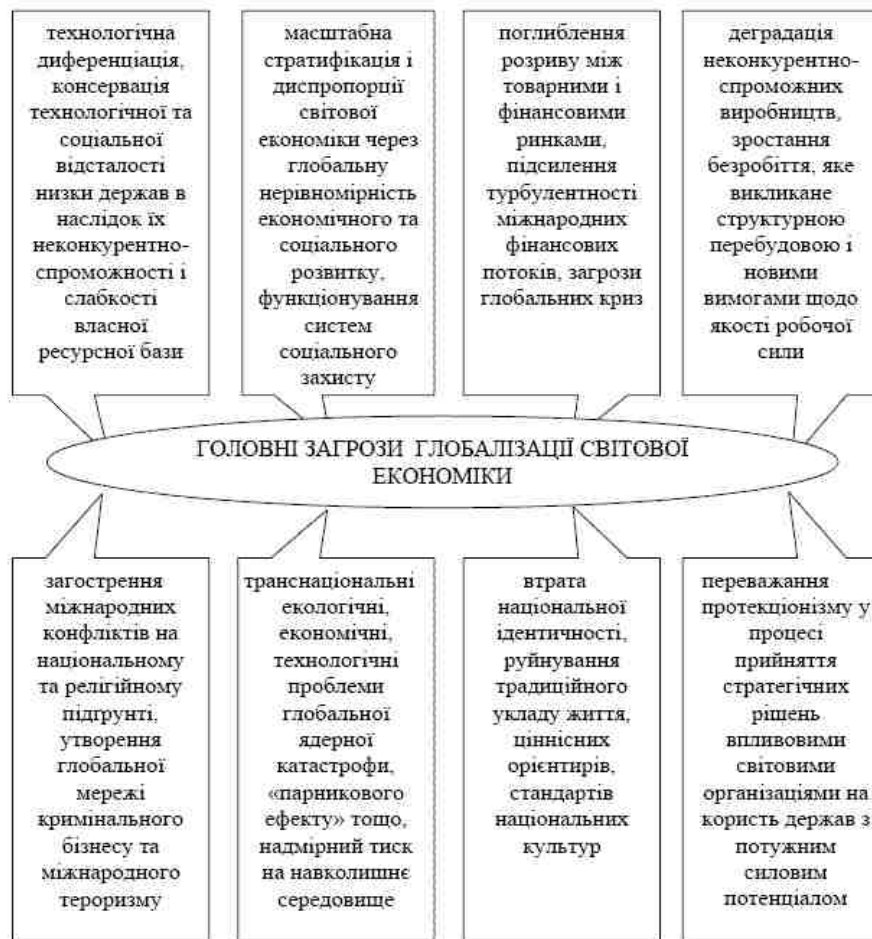 технологічна
диференціація,
консервація
технологічної та
соціальної
відсталості
низки держав в
наслідок їх
неконкурентно-
спроможності і
слабкості
власної
ресурсної бази
масштабна
стратифікація і
диспропорції
світової
економіки через
глобальну
нерівномірність
економічного та
соціального
розвитку,
функціонування
систем
соціального
захисту
поглиблення
розриву між
товарними і
фінансовими
ринками,
підсилення
турбулентності
міжнародних
фінансових
потоків, загрози
глобальних криз
деградація
неконкурентно-
спроможних
виробництв,
зростання
безробіття, яке
викликане
структурною
перебудовою і
новими
вимогами щодо
якості робочої
сили
ГОЛОВНІ ЗАГРОЗИ ГЛОБАЛІЗАЦІЇ СВІТОВОЇ
ЕКОНОМІКИ
загострення
міжнародних
конфліктів на
національному
та релігійному
підґрунті,
утворення
глобальної
мережі
кримінального
бізнесу та
міжнародного
тероризму
транснаціональні
екологічні,
економічні,
технологічні
проблеми
глобальної
ядерної
катастрофи,
«парникового
ефекту» тощо,
надмірний тиск
на навколишнє
середовище
втрата
національної
ідентичності,
руйнування
традиційного
укладу життя,
ціннісних
орієнтирів,
стандартів
національних
культур
переважання
протекціонізму у
процесі
прийняття
стратегічних
рішень
впливовими
світовими
організаціями на
користь держав з
потужним
силовим
потенціалом